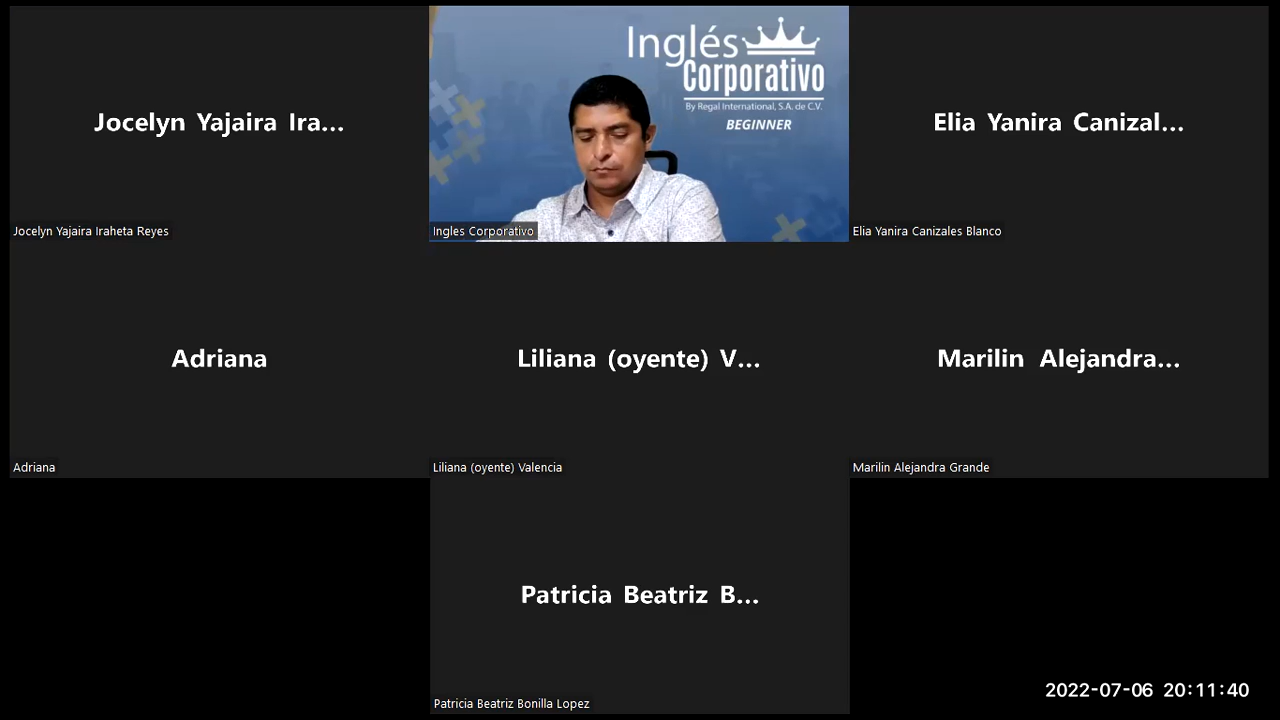 Jocelyn Yajaira Ira...
Jocelyn Yajaira Iraheta Reyes
Inglés
Corporativo
By Regal International, S.A. de C.V.
BEGINNER
Ingles Corporativo
Elia Yanira Canizal...
Elia Yanira Canizales Blanco
Adriana
Adriana
Liliana (oyente) V...
Liliana (oyente) Valencia
Marilin Alejandra...
Marilin Alejandra Grande
Patricia Beatriz B...
Patricia Beatriz Bonilla Lopez
2022-07-06 20:11:40